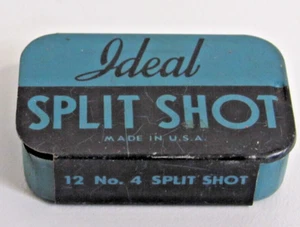 Ideal
SPLIT SHOT
MADE IN U.S.A.
12 No. 4 SPLIT SHOT